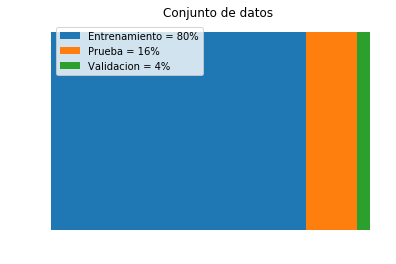 Conjunto de datos
Entrenamiento = 80%
Prueba = 16%
Validacion = 4%